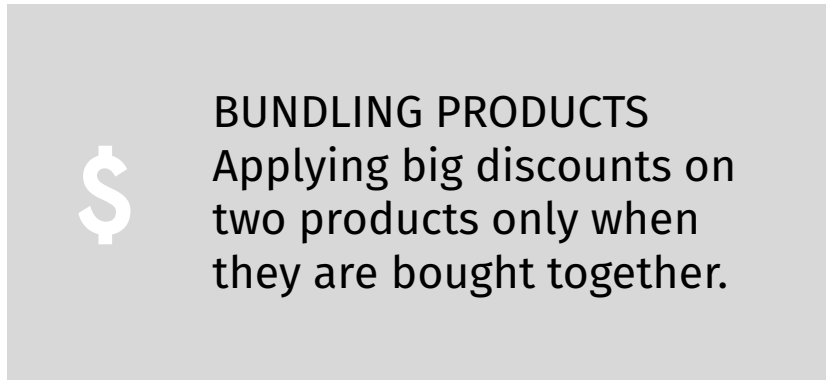 $
BUNDLING PRODUCTS
Applying big discounts on
two products only when
they are bought together.